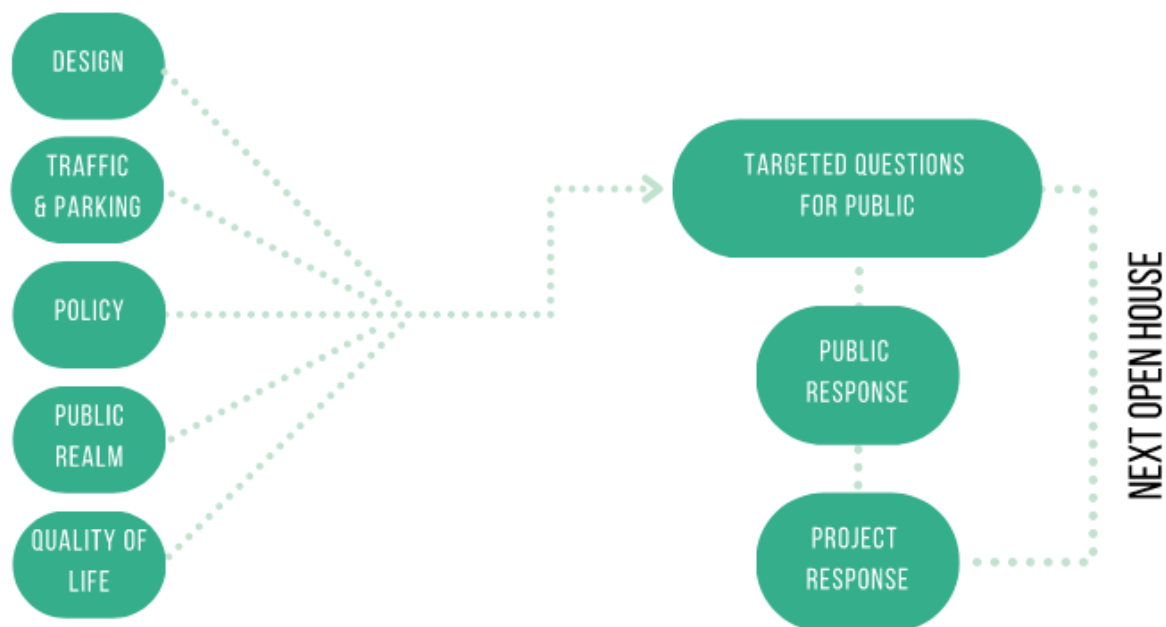 DESIGN
TRAFFIC
& PARKING
POLICY
PUBLIC
REALM
QUALITY OF
LIFE
TARGETED QUESTIONS
FOR PUBLIC
PUBLIC
RESPONSE
PROJECT
RESPONSE
NEXT OPEN HOUSE